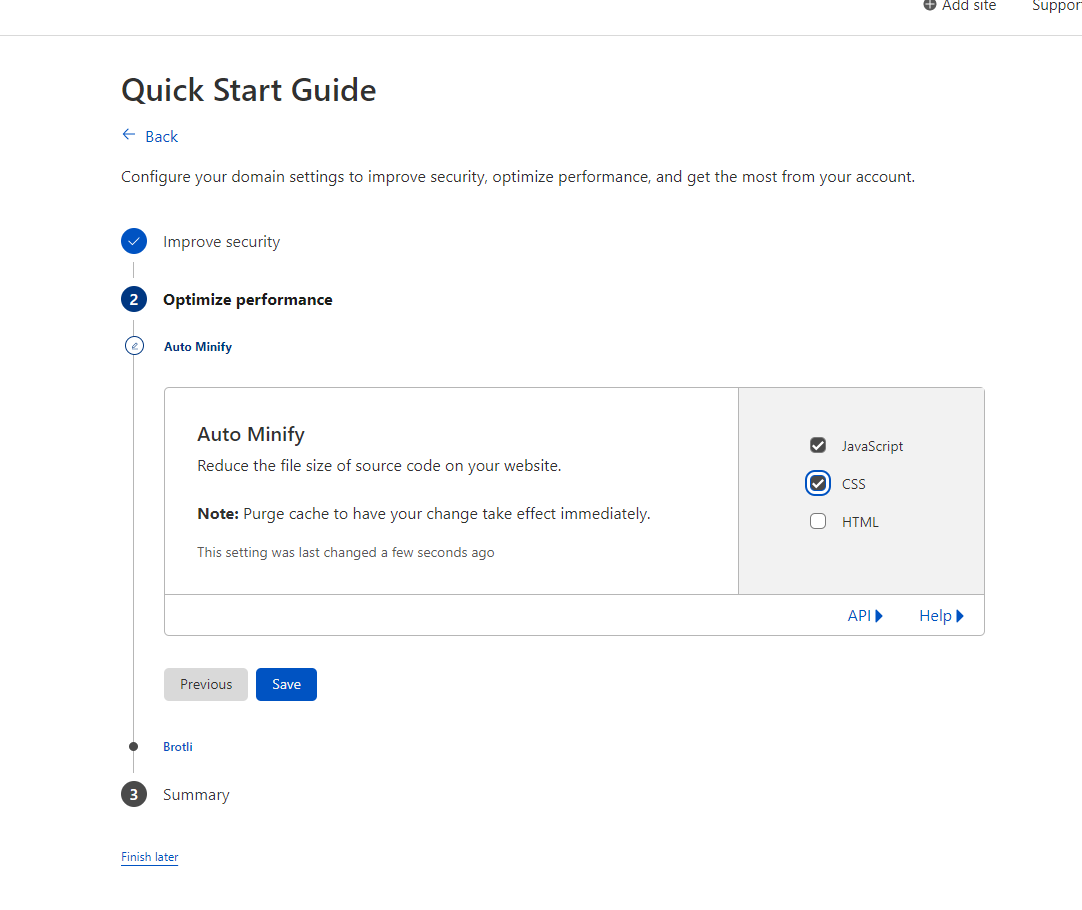 Add site Suppor
Quick Start Guide
Back
Configure your domain settings to improve security, optimize performance, and get the most from your account.
Improve security
2 Optimize performance
Auto Minify
Auto Minify
Reduce the file size of source code on your website.
Note: Purge cache to have your change take effect immediately.
This setting was last changed a few seconds ago
JavaScript
CSS
HTML
API Help
Previous Save
Brotli
3 Summary
Finish later